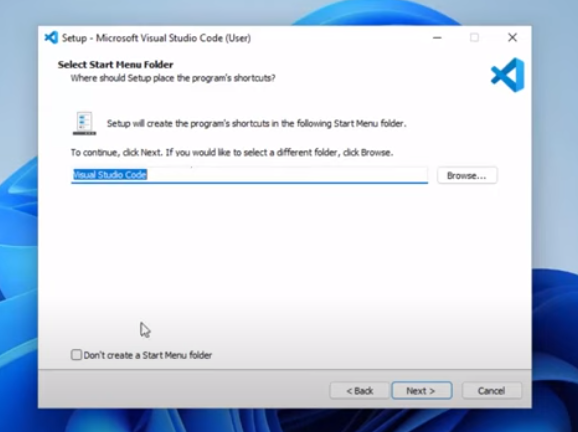 Setup - Microsoft Visual Studio Code (User)
Select Start Menu Folder
Where should Setup place the program's shortcuts?
Setup will create the program's shortcuts in the following Start Menu folder.
To continue, click Next. If you would like to select a different folder, click Browse.
Visual Studio Code
Browse...
Don't create a Start Menu folder
< Back
Next >
Cancel